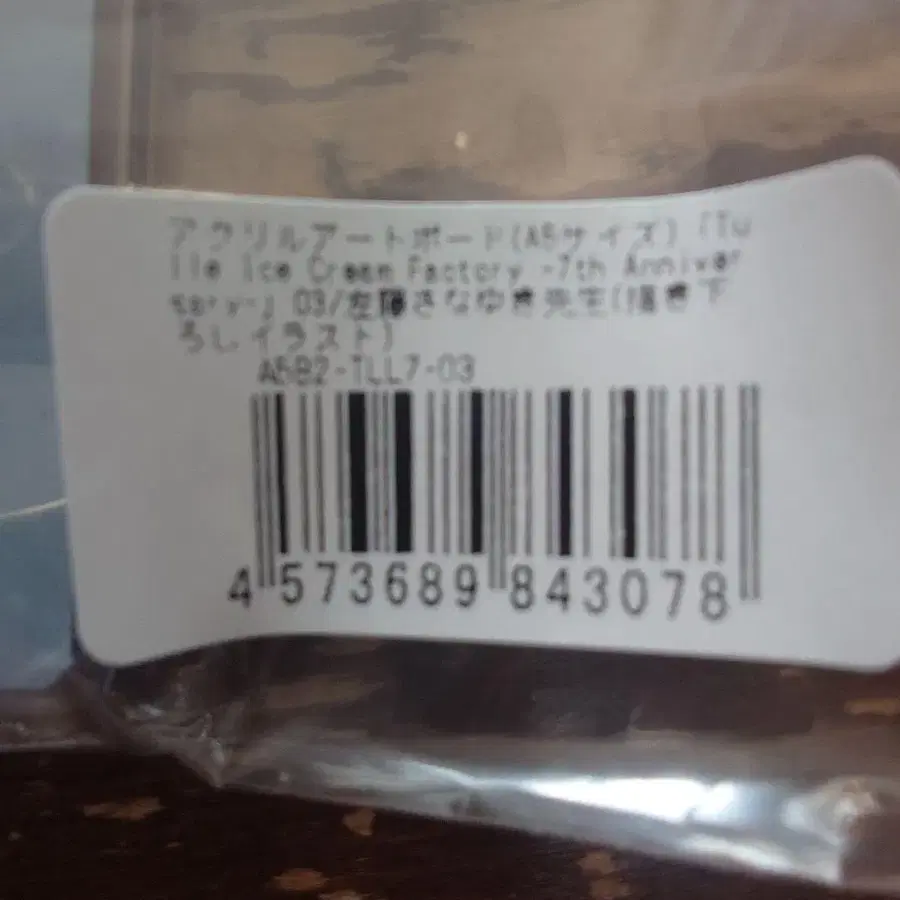 アクリルアートボード(A5サイズ) 「Tu
lle Ice Cream Factory -7th Anniver
sary-」 03/左藤さなゆき先生(描き下
ろしイラスト)
A5B2-TLL7-03
4 573689 843078